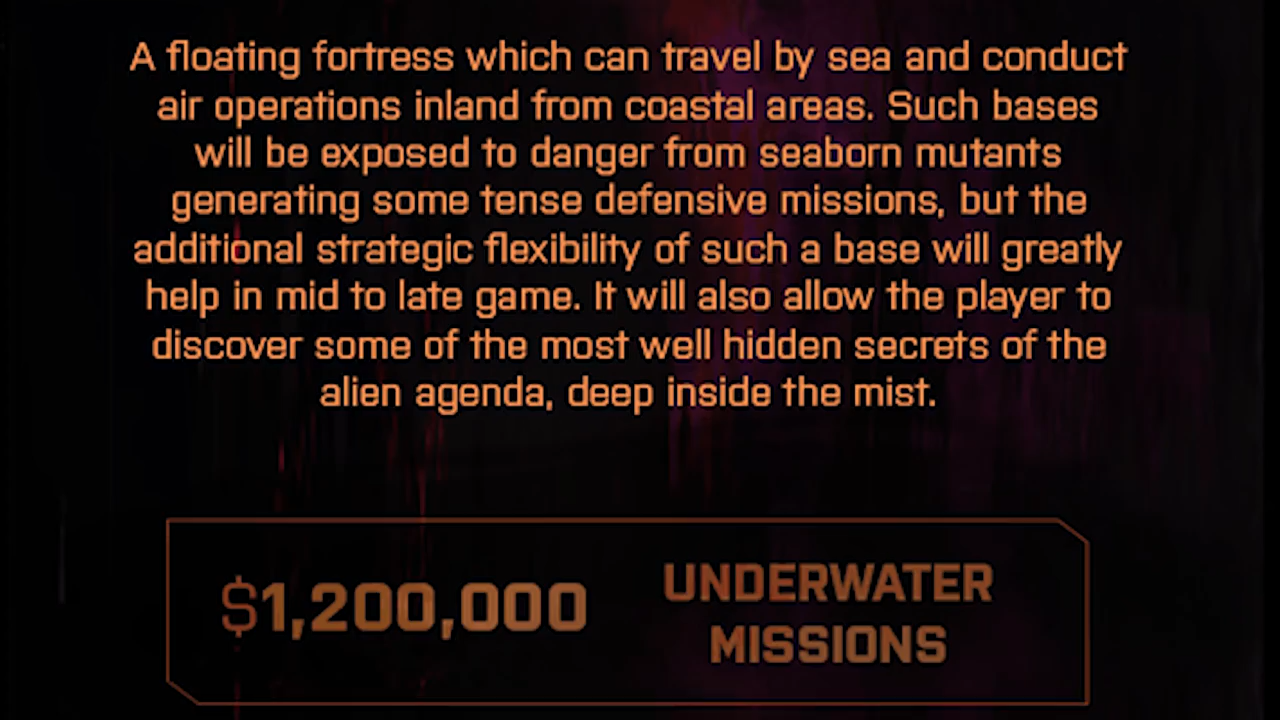 A floating fortress which can travel by sea and conduct
air operations inland from coastal areas. Such bases
will be exposed to danger from seaborn mutants
generating some tense defensive missions, but the
additional strategic flexibility of such a base will greatly
help in mid to late game. It will also allow the player to
discover some of the most well hidden secrets of the
alien agenda, deep inside the mist.
$1,200,000
UNDERWATER
MISSIONS